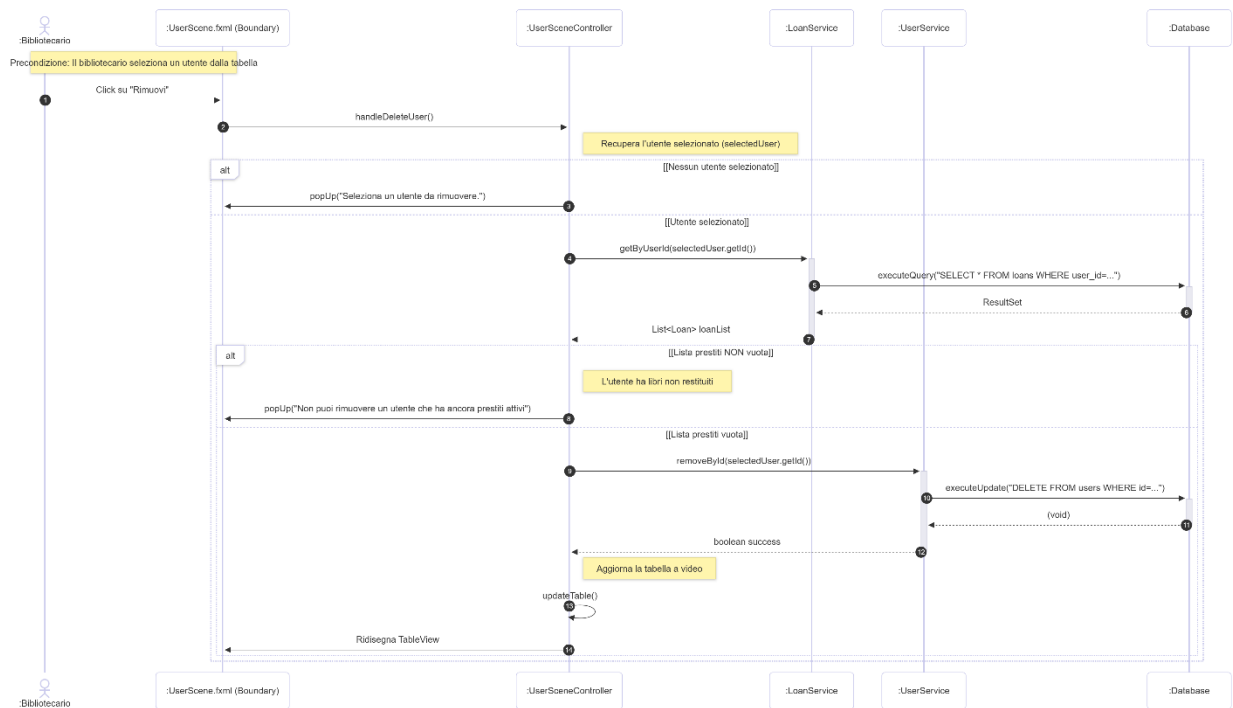 :Bibliotecario
:UserScene.fxml (Boundary)
:UserSceneController
:LoanService
:UserService
:Database
Precondizione: Il bibliotecario seleziona un utente dalla tabella
Click su "Rimuovi"
1
handleDeleteUser()
2
Recupera l'utente selezionato (selectedUser)
alt
[[Nessun utente selezionato]]
popUp("Seleziona un utente da rimuovere.")
3
[[Utente selezionato]]
getByUserId(selectedUser.getId())
4
executeQuery("SELECT * FROM loans WHERE user_id=...")
5
ResultSet
6
List<Loan> loanList
7
alt
[[Lista prestiti NON vuota]]
L'utente ha libri non restituiti
popUp("Non puoi rimuovere un utente che ha ancora prestiti attivi")
8
[[Lista prestiti vuota]]
removeById(selectedUser.getId())
9
executeUpdate("DELETE FROM users WHERE id=...")
10
(void)
11
boolean success
12
Aggiorna la tabella a video
updateTable()
13
Ridisegna TableView
14
:Bibliotecario
:UserScene.fxml (Boundary)
:UserSceneController
:LoanService
:UserService
:Database